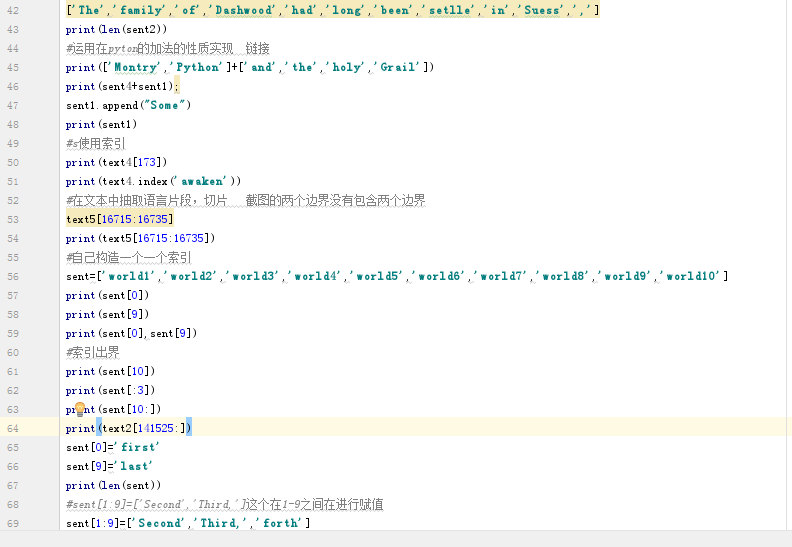 42 ['The','family','of','Dashwood','had','long','been','setlle','in','Suess',',']
43 print(len(sent2))
44 #运用在pyton的加法的性质实现  链接
45 print(['Montry','Python']+['and','the','holy','Grail'])
46 print(sent4+sent1);
47 sent1.append("Some")
48 print(sent1)
49 #s使用索引
50 print(text4[173])
51 print(text4.index('awaken'))
52 #在文本中抽取语言片段，切片  截图的两个边界没有包含两个边界
53 text5[16715:16735]
54 print(text5[16715:16735])
55 #自己构造一个一个索引
56 sent=['world1','world2','world3','world4','world5','world6','world7','world8','world9','world10']
57 print(sent[0])
58 print(sent[9])
59 print(sent[0],sent[9])
60 #索引出界
61 print(sent[10])
62 print(sent[:3])
63 print(sent[10:])
64 print(text2[141525:])
65 sent[0]='first'
66 sent[9]='last'
67 print(len(sent))
68 #sent[1:9]=['Second','Third,']这个在1-9之间在进行赋值
69 sent[1:9]=['Second','Third,','forth']